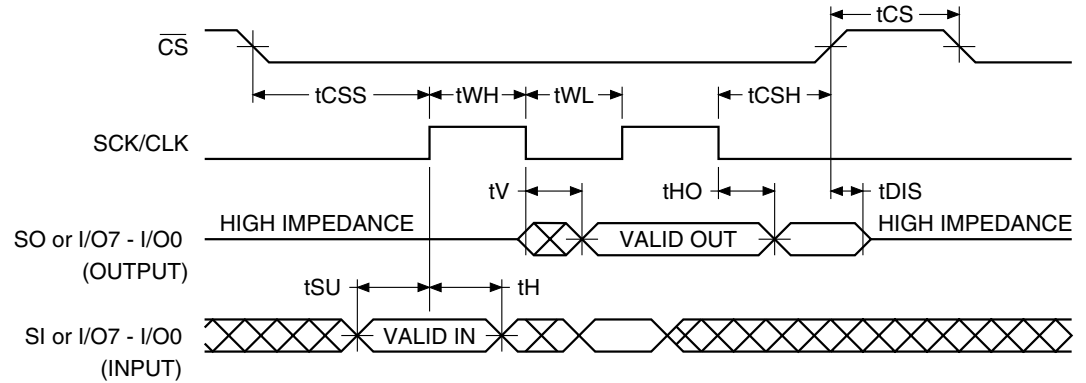 tCS
CS
tCSS
tWH
tWL
tCSH
SCK/CLK
tV
tHO
tDIS
HIGH IMPEDANCE
VALID OUT
HIGH IMPEDANCE
SO or I/O7 - I/O0
(OUTPUT)
tSU
tH
SI or I/O7 - I/O0
(INPUT)
VALID IN